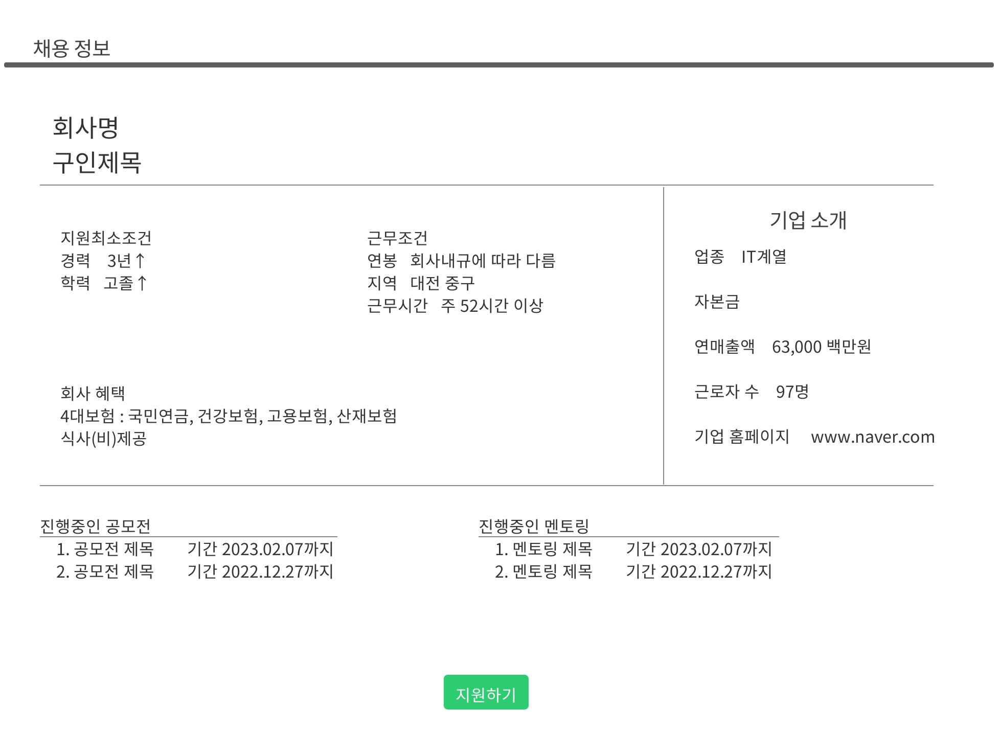 채용 정보
회사명
구인제목
지원최소조건
경력 3년↑
학력 고졸↑
근무조건
연봉 회사내규에 따라 다름
지역 대전 중구
근무시간 주 52시간 이상
회사 혜택
4대보험 : 국민연금, 건강보험, 고용보험, 산재보험
식사(비)제공
기업 소개
업종 IT계열
자본금
연매출액 63,000 백만원
근로자 수 97명
기업 홈페이지 www.naver.com
진행중인 공모전
1. 공모전 제목 기간 2023.02.07까지
2. 공모전 제목 기간 2022.12.27까지
진행중인 멘토링
1. 멘토링 제목 기간 2023.02.07까지
2. 멘토링 제목 기간 2022.12.27까지
지원하기